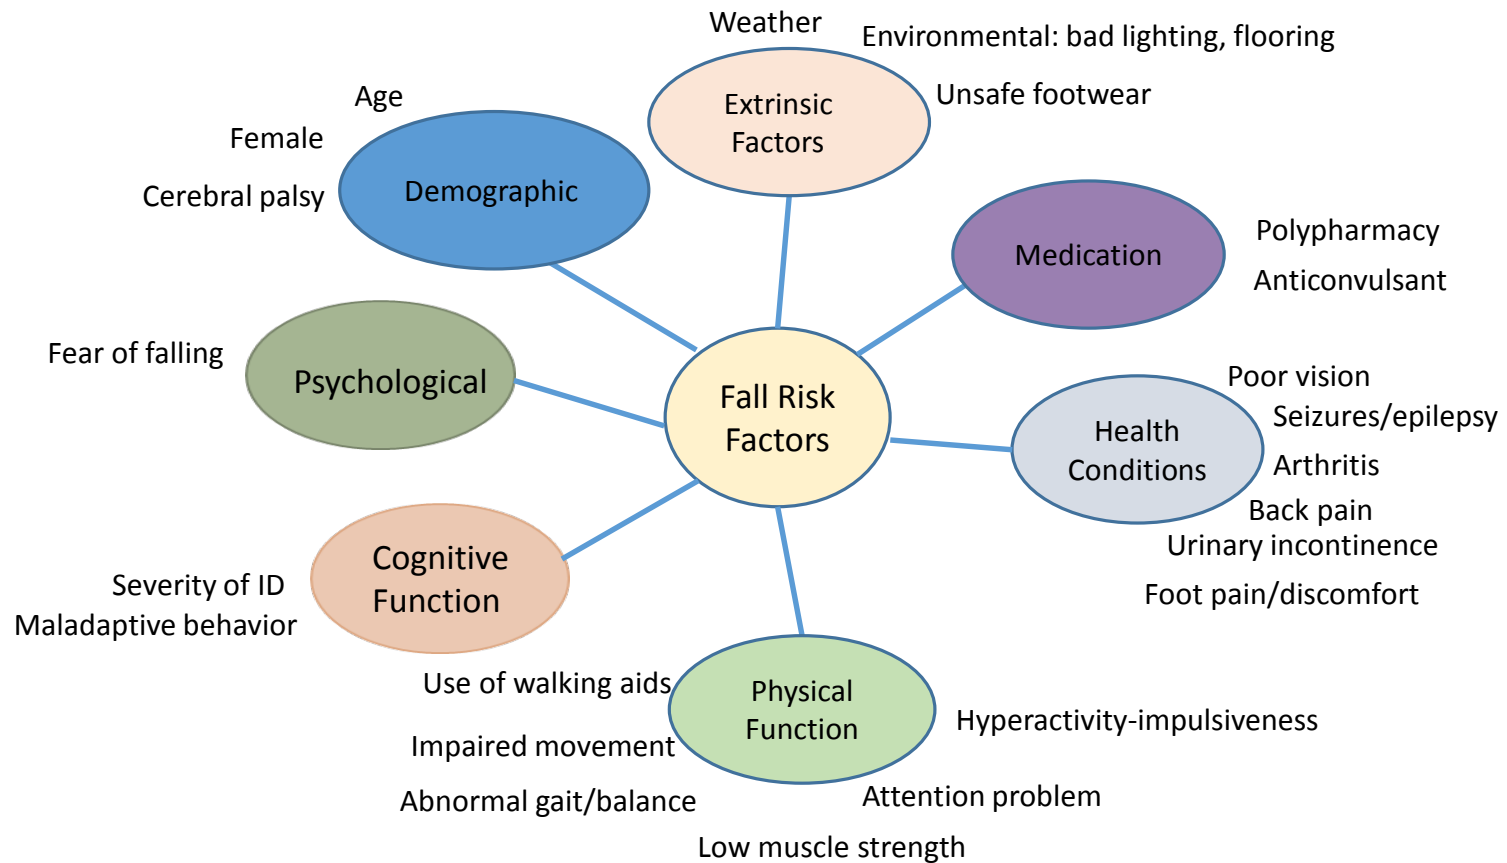 Weather
Environmental: bad lighting, flooring
Unsafe footwear
Extrinsic
Factors
Age
Female
Cerebral palsy
Demographic
Medication
Polypharmacy
Anticonvulsant
Fear of falling
Psychological
Fall Risk
Factors
Health
Conditions
Poor vision
Seizures/epilepsy
Arthritis
Back pain
Urinary incontinence
Foot pain/discomfort
Cognitive
Function
Severity of ID
Maladaptive behavior
Physical
Function
Use of walking aids
Impaired movement
Abnormal gait/balance
Low muscle strength
Attention problem
Hyperactivity-impulsiveness